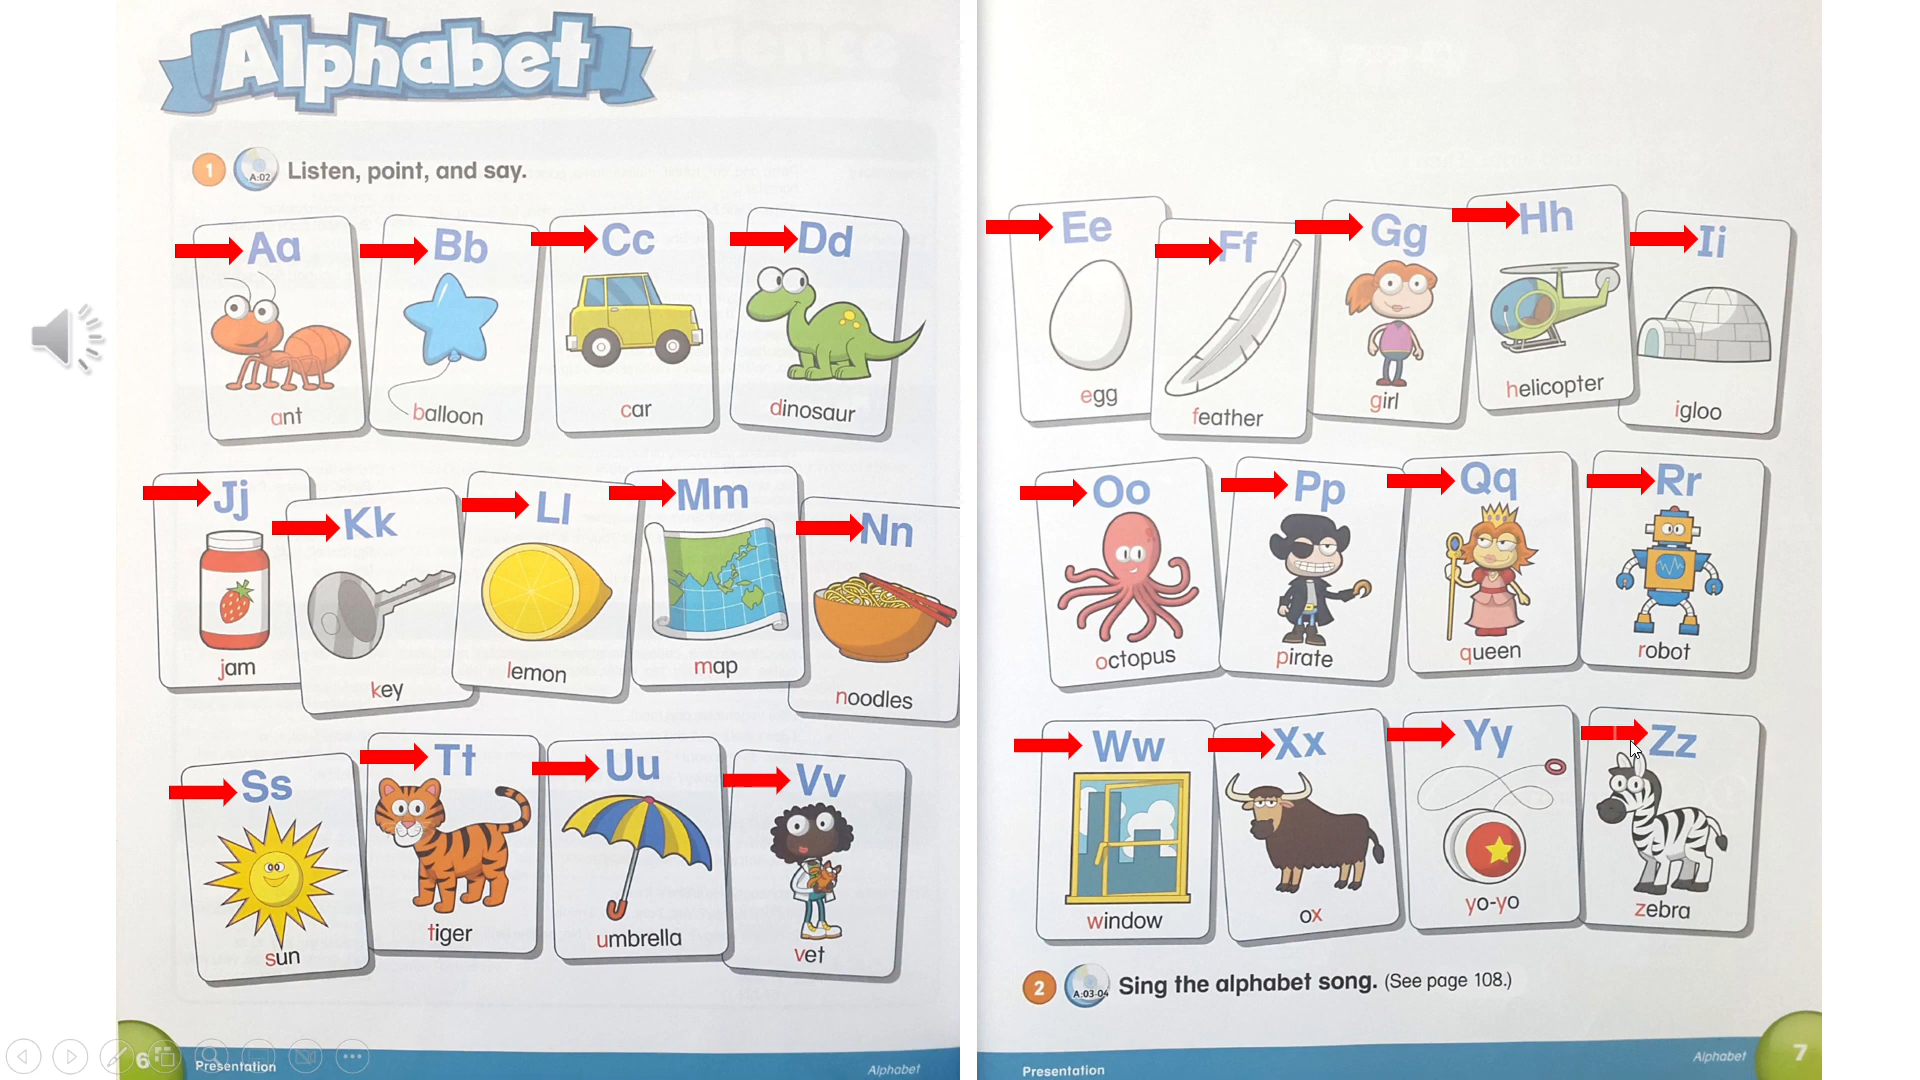 Alphabet
1 A:02 Listen, point, and say.
Aa
ant
Bb
balloon
Cc
car
Dd
dinosaur
Ee
egg
Ff
feather
Gg
girl
Hh
helicopter
Ii
igloo
Jj
jam
Kk
key
Ll
lemon
Mm
map
Nn
noodles
Oo
octopus
Pp
pirate
Qq
queen
Rr
robot
Ss
sun
Tt
tiger
Uu
umbrella
Vv
vet
Ww
window
Xx
ox
Yy
yo-yo
Zz
zebra
2 A:03-04 Sing the alphabet song. (See page 108.)
6 Presentation
Alphabet
Presentation
Alphabet 7